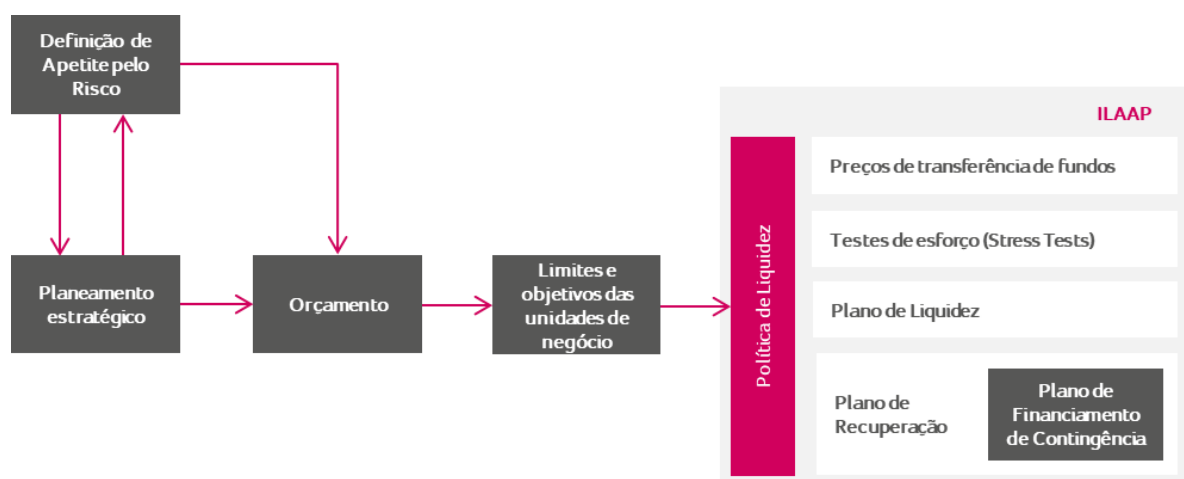 Definição de
Apetite pelo
Risco
Planeamento
estratégico
Orçamento
Limites e
objetivos das
unidades de
negócio
ILAAP
Política de Liquidez
Preços de transferência de fundos
Testes de esforço (Stress Tests)
Plano de Liquidez
Plano de
Recuperação
Plano de
Financiamento
de Contingência